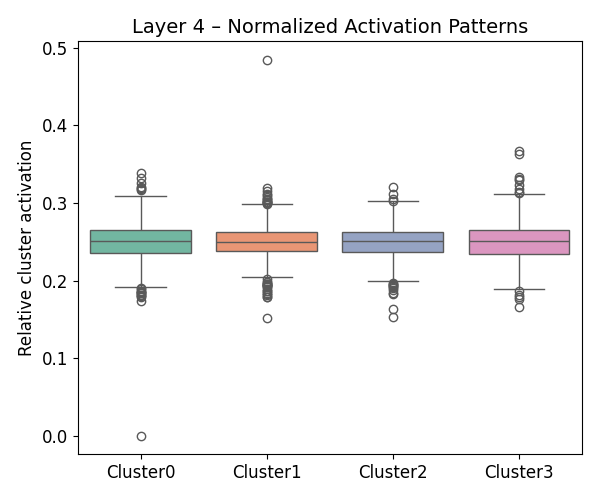 Layer 4 – Normalized Activation Patterns
Relative cluster activation
0.5
0.4
0.3
0.2
0.1
0.0
Cluster0 Cluster1 Cluster2 Cluster3